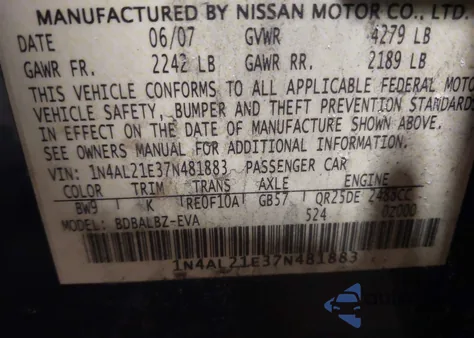 MANUFACTURED BY NISSAN MOTOR CO., LTD.
DATE 06/07 GVWR 4279 LB
GAWR FR. 2242 LB GAWR RR. 2189 LB
THIS VEHICLE CONFORMS TO ALL APPLICABLE FEDERAL MOTO
VEHICLE SAFETY, BUMPER AND THEFT PREVENTION STANDARDS
IN EFFECT ON THE DATE OF MANUFACTURE SHOWN ABOVE.
SEE OWNERS MANUAL FOR ADDITIONAL INFORMATION.
VIN: 1N4AL21E37N481883 PASSENGER CAR
COLOR TRIM TRANS AXLE ENGINE
BW9 K RE0F10A GB57 QR25DE 2488CC
MODEL: BDBALBZ-EVA 524 02000
1N4AL21E37N481883